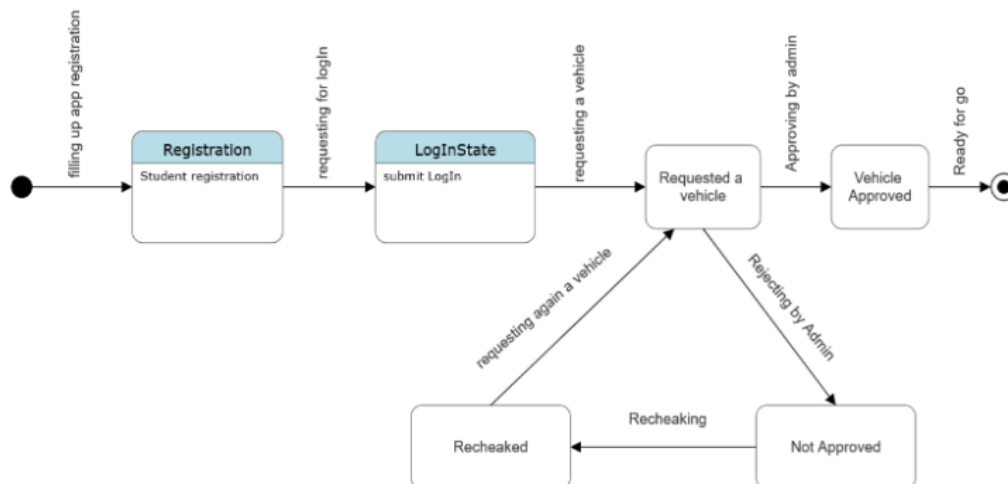 filling up app registration
requesting for logIn
requesting a vehicle
Approving by admin
Ready for go
Registration
Student registration
LogInState
submit LogIn
Requested a
vehicle
Vehicle
Approved
requesting again a vehicle
Rejecting by Admin
Recheaked
Recheaking
Not Approved